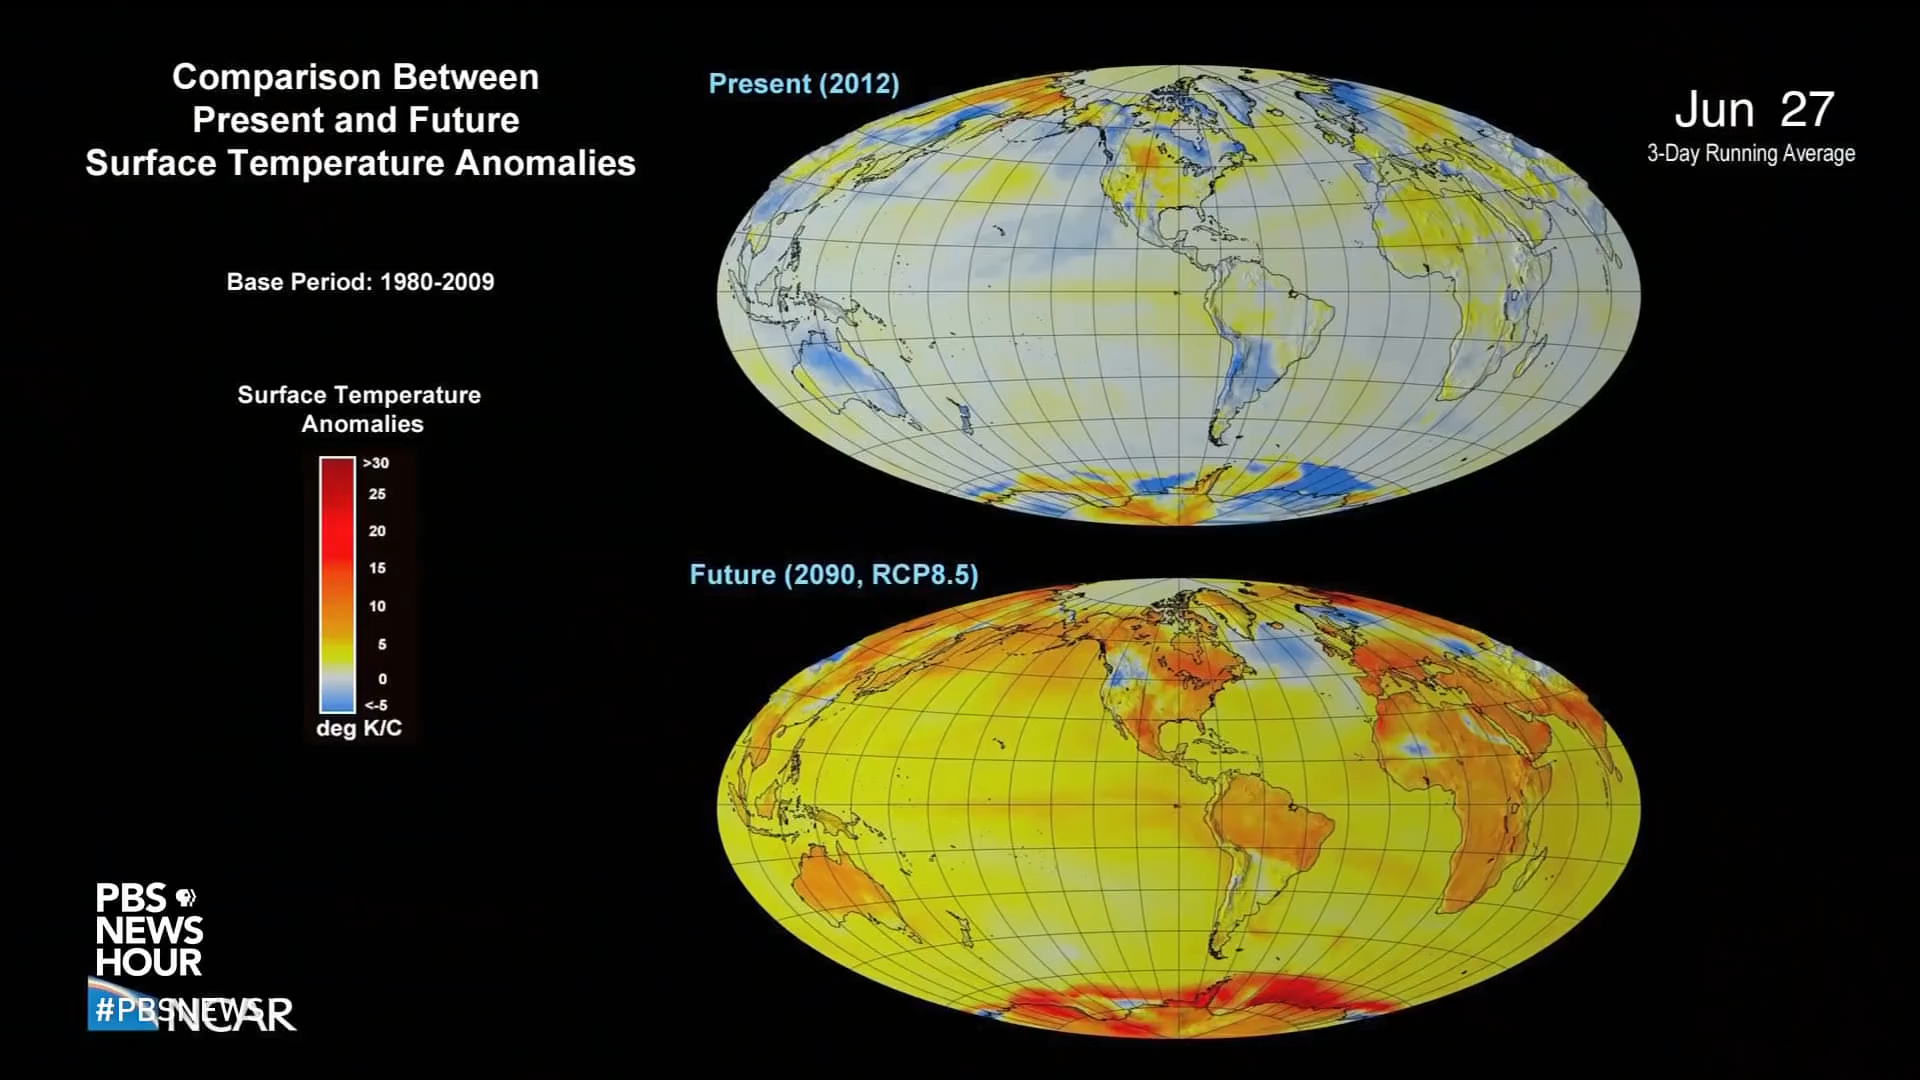 Comparison Between
Present and Future
Surface Temperature Anomalies
Base Period: 1980-2009
Surface Temperature
Anomalies
>30
25
20
15
10
5
0
<-5
deg K/C
Present (2012)
Jun 27
3-Day Running Average
Future (2090, RCP8.5)
PBS
NEWS
HOUR
#PBSNEWS
NCAR